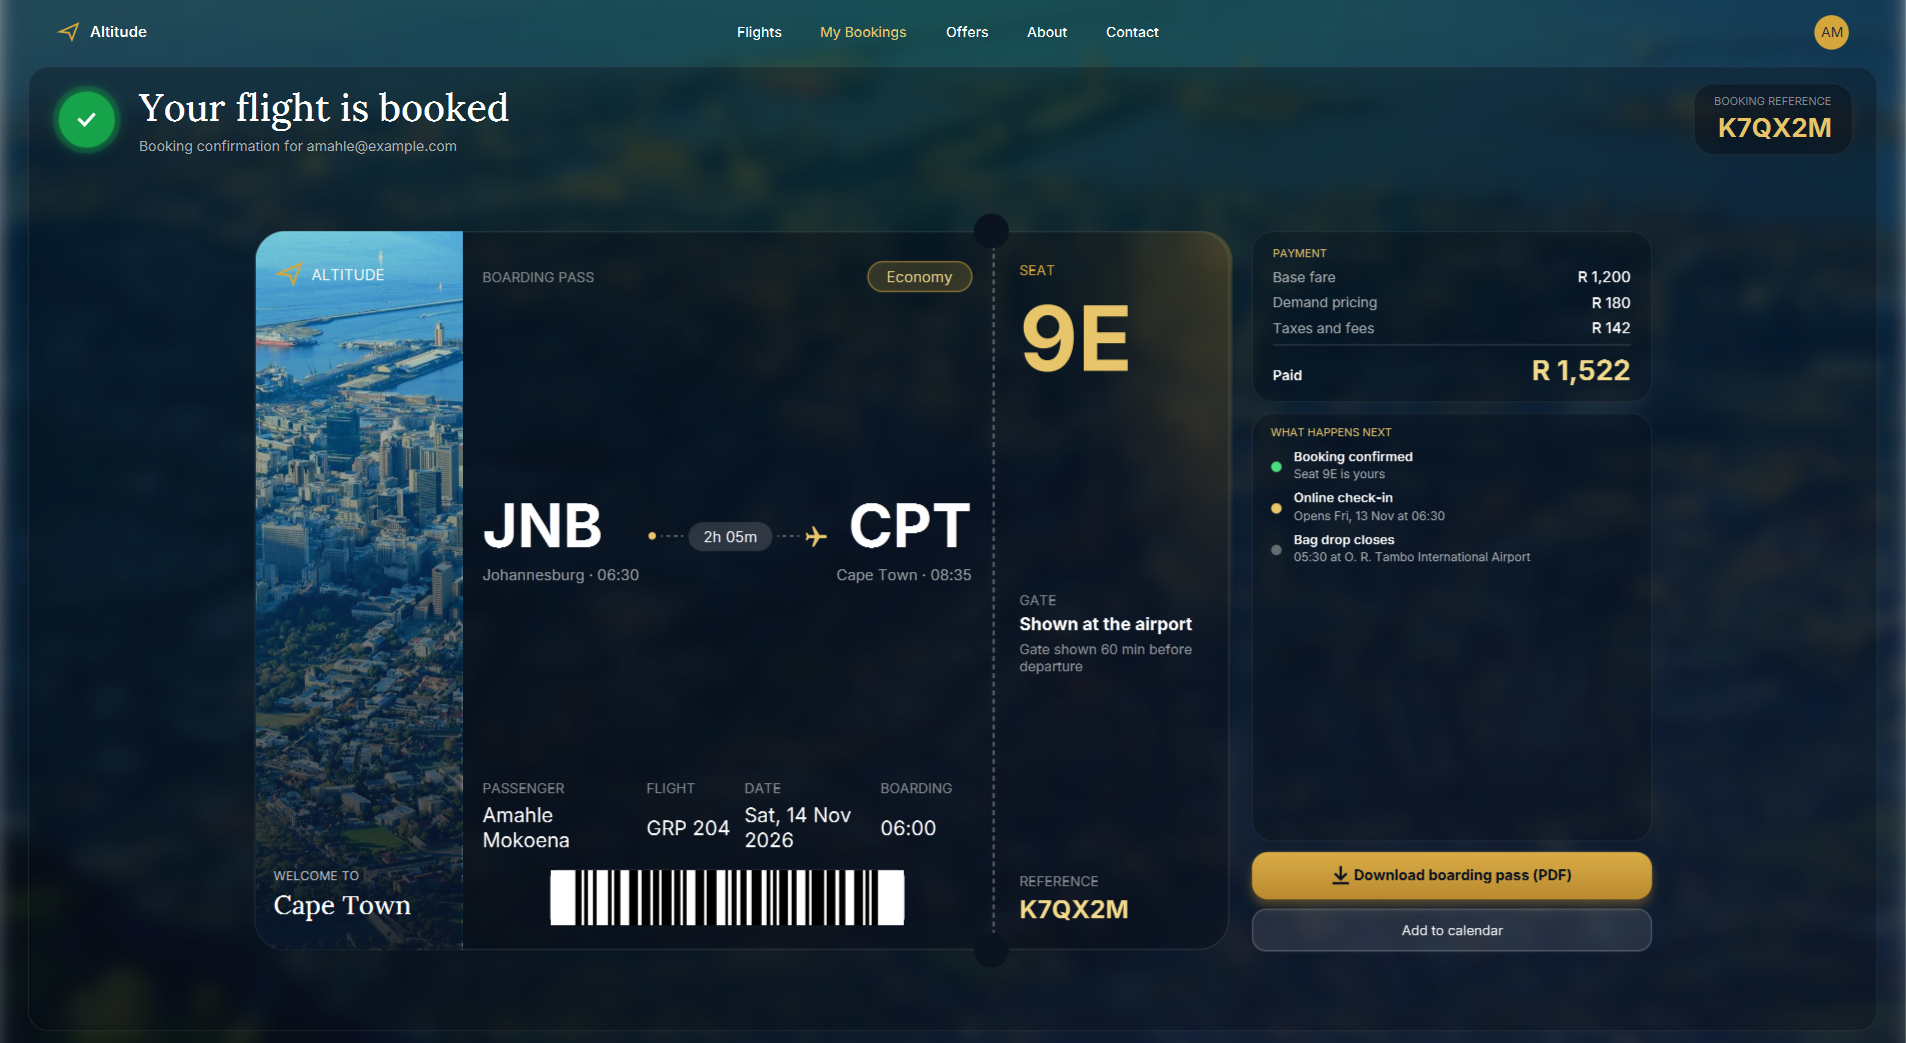 Altitude
Flights
My Bookings
Offers
About
Contact
AM
Your flight is booked
Booking confirmation for amahle@example.com
BOOKING REFERENCE
K7QX2M
ALTITUDE
WELCOME TO
Cape Town
BOARDING PASS
Economy
JNB
2h 05m
CPT
Johannesburg · 06:30
Cape Town · 08:35
PASSENGER
Amahle
Mokoena
FLIGHT
GRP 204
DATE
Sat, 14 Nov
2026
BOARDING
06:00
SEAT
9E
GATE
Shown at the airport
Gate shown 60 min before
departure
REFERENCE
K7QX2M
PAYMENT
Base fare R 1,200
Demand pricing R 180
Taxes and fees R 142
Paid R 1,522
WHAT HAPPENS NEXT
Booking confirmed
Seat 9E is yours
Online check-in
Opens Fri, 13 Nov at 06:30
Bag drop closes
05:30 at O. R. Tambo International Airport
Download boarding pass (PDF)
Add to calendar